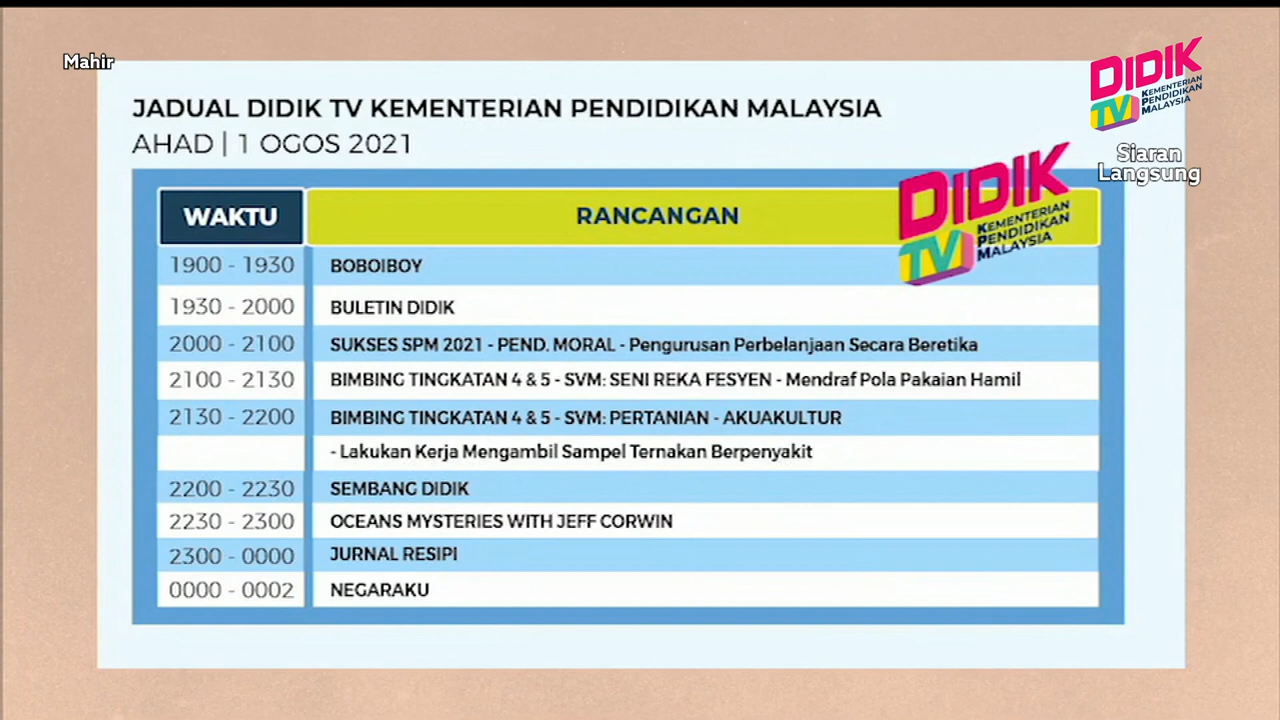 Mahir
DIDIK
TV KEMENTERIAN
PENDIDIKAN
MALAYSIA
Siaran
Langsung
JADUAL DIDIK TV KEMENTERIAN PENDIDIKAN MALAYSIA
AHAD | 1 OGOS 2021
WAKTU RANCANGAN
DIDIK
TV KEMENTERIAN
PENDIDIKAN
MALAYSIA
1900 - 1930 BOBOIBOY
1930 - 2000 BULETIN DIDIK
2000 - 2100 SUKSES SPM 2021 - PEND. MORAL - Pengurusan Perbelanjaan Secara Beretika
2100 - 2130 BIMBING TINGKATAN 4 & 5 - SVM: SENI REKA FESYEN - Mendraf Pola Pakaian Hamil
2130 - 2200 BIMBING TINGKATAN 4 & 5 - SVM: PERTANIAN - AKUAKULTUR
- Lakukan Kerja Mengambil Sampel Ternakan Berpenyakit
2200 - 2230 SEMBANG DIDIK
2230 - 2300 OCEANS MYSTERIES WITH JEFF CORWIN
2300 - 0000 JURNAL RESIPI
0000 - 0002 NEGARAKU